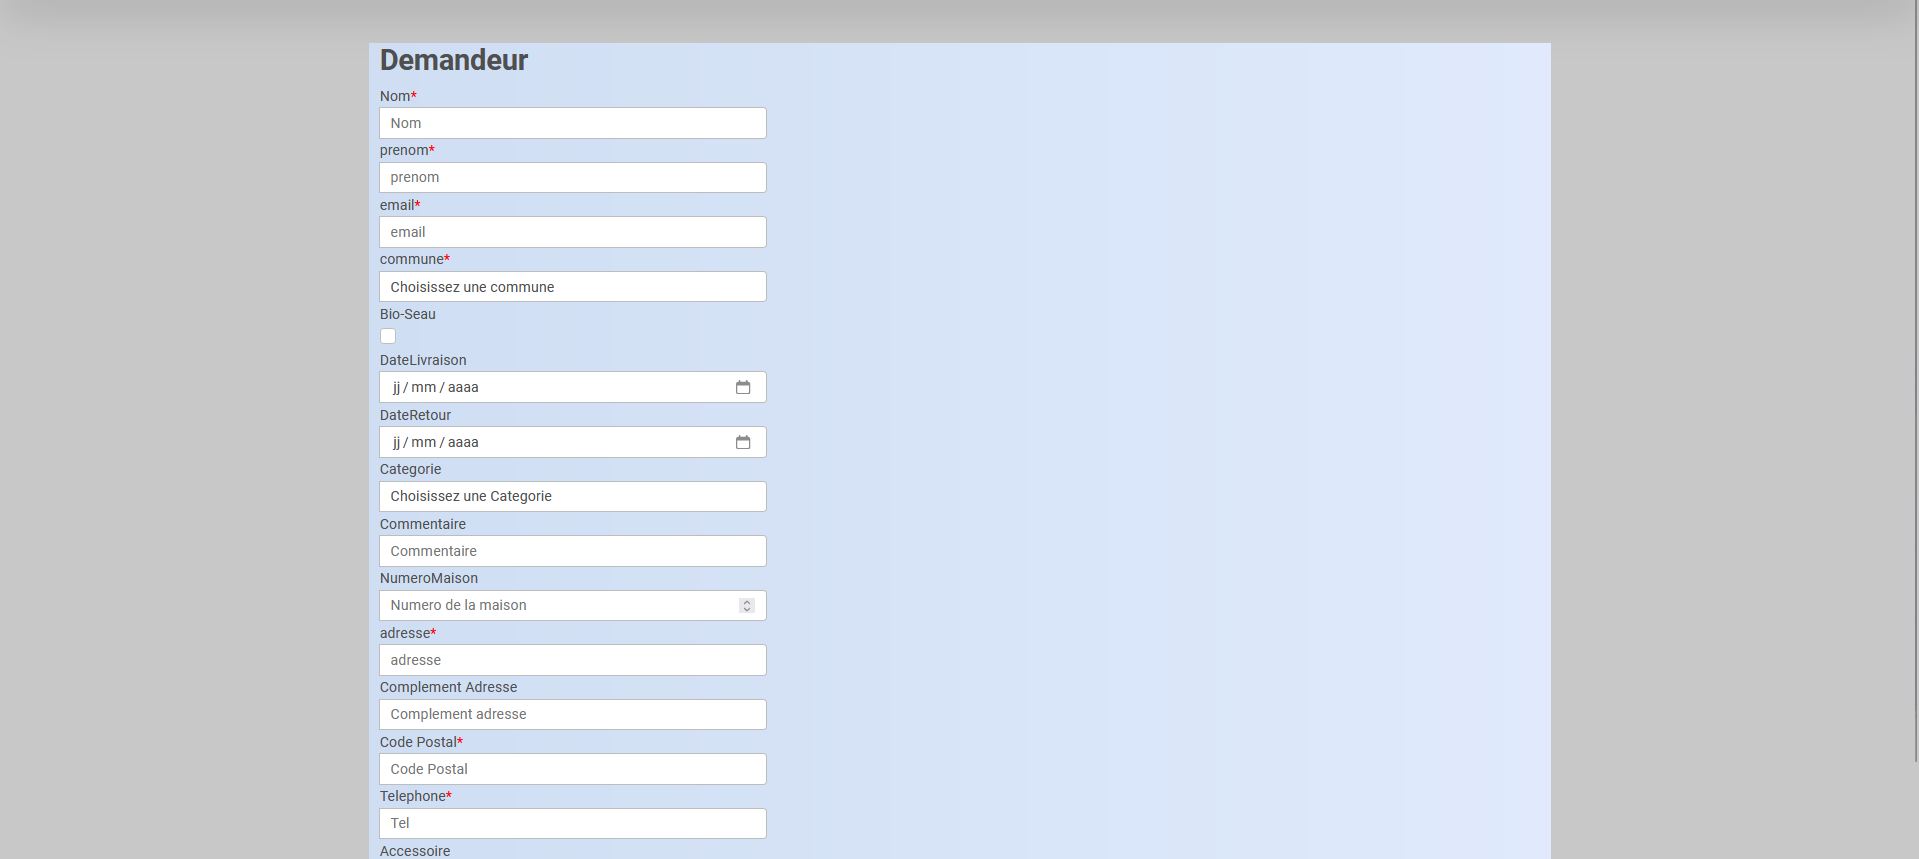 Demandeur
Nom*
Nom
prenom*
prenom
email*
email
commune*
Choisissez une commune
Bio-Seau
DateLivraison
jj / mm / aaaa
DateRetour
jj / mm / aaaa
Categorie
Choisissez une Categorie
Commentaire
Commentaire
NumeroMaison
Numero de la maison
adresse*
adresse
Complement Adresse
Complement adresse
Code Postal*
Code Postal
Telephone*
Tel
Accessoire